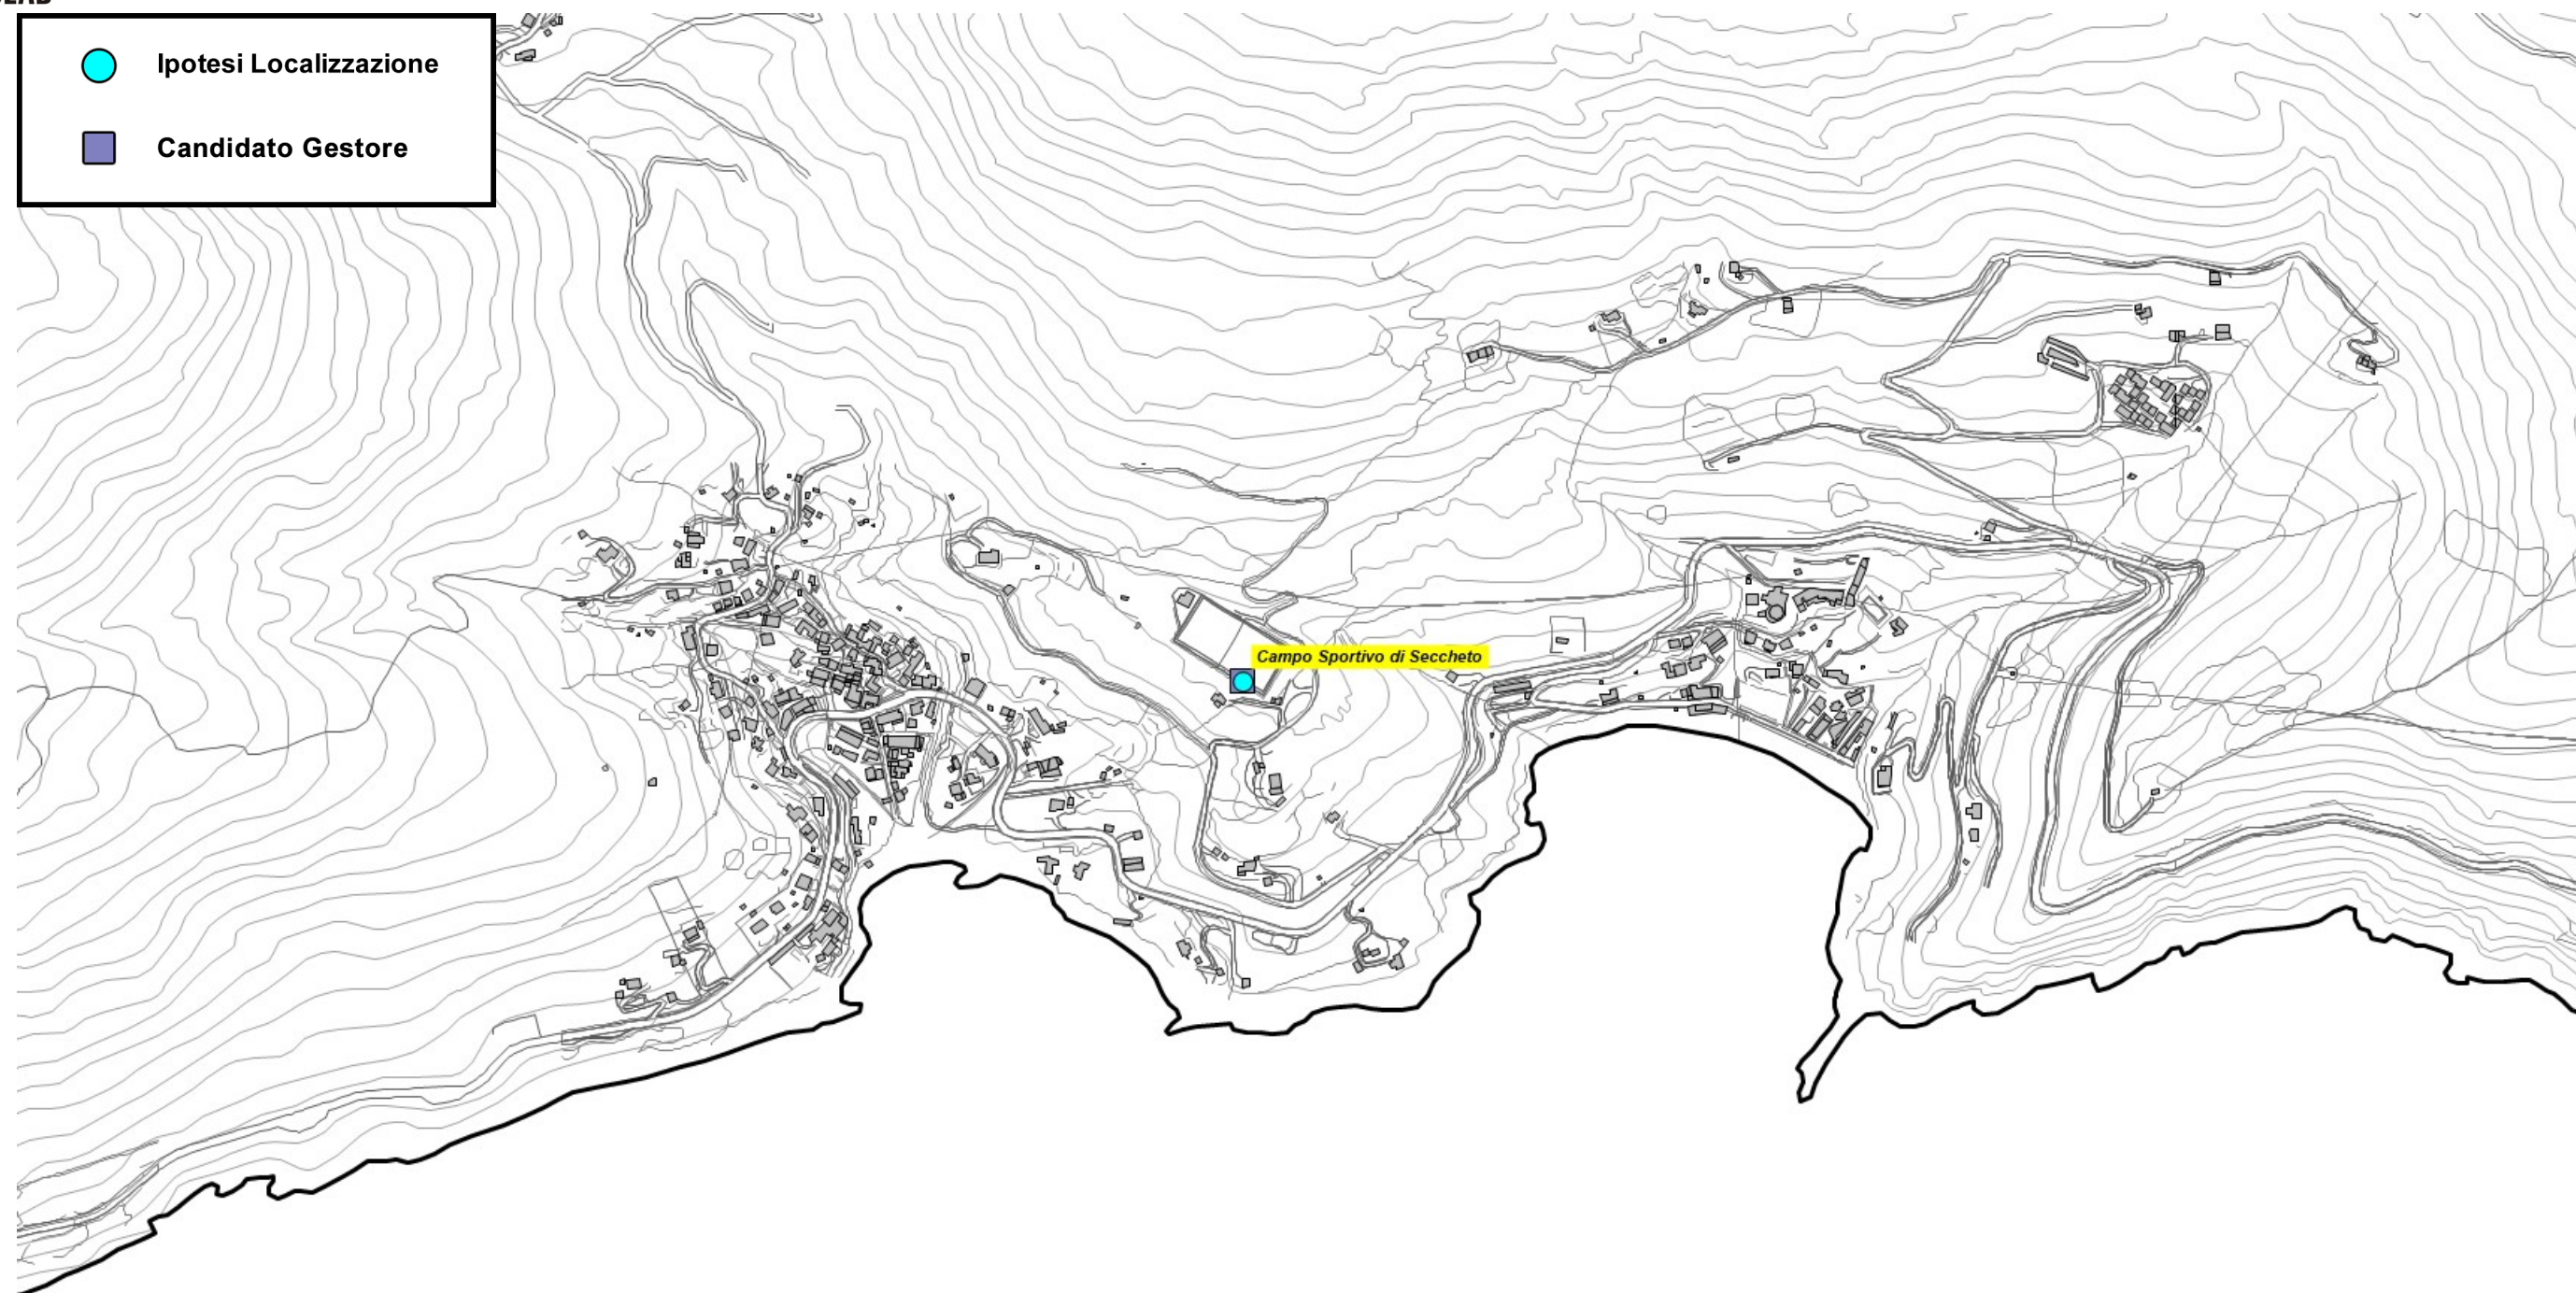 Ipotesi Localizzazione
Candidato Gestore
Campo Sportivo di Seccheto